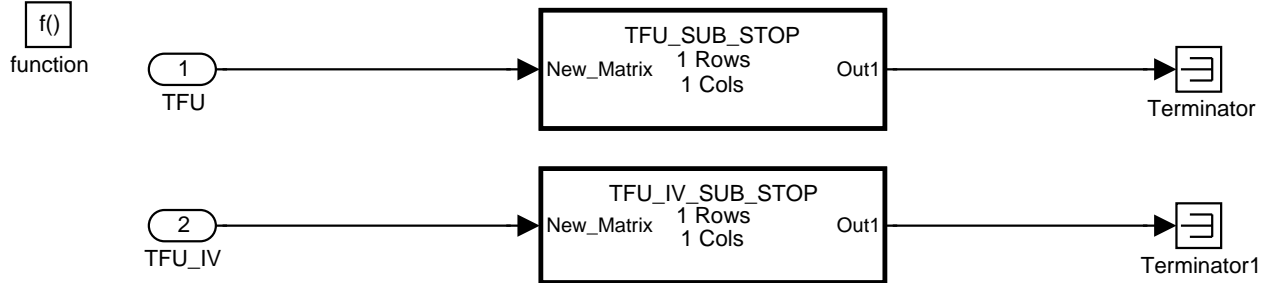 f()
function
1
TFU
TFU_SUB_STOP
New_Matrix
1 Rows
1 Cols
Out1
Terminator
2
TFU_IV
TFU_IV_SUB_STOP
New_Matrix
1 Rows
1 Cols
Out1
Terminator1